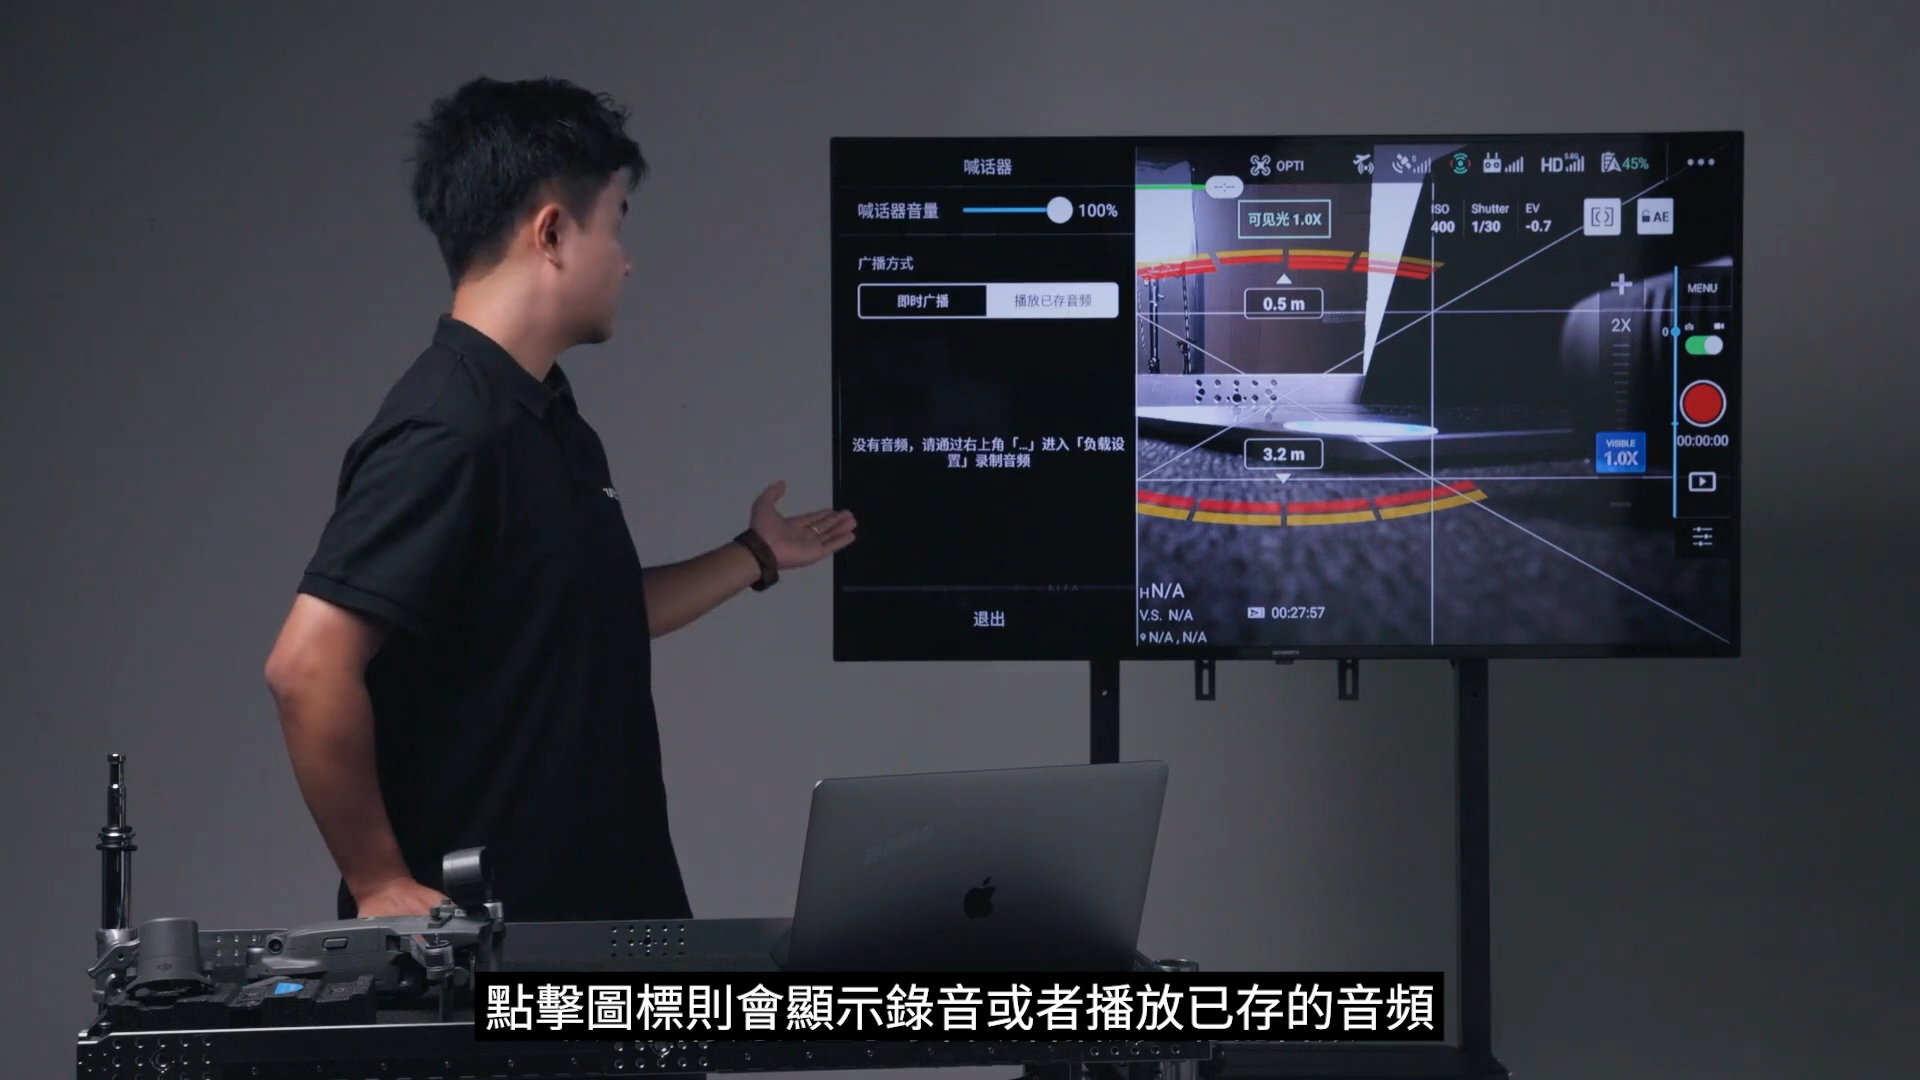 喊话器
喊话器音量 100%
广播方式
即时广播 播放已存音频
没有音频，请通过右上角「...」进入「负载设
置」录制音频
退出
OPTI
HD 45%
可见光 1.0X
ISO 400
Shutter 1/30
EV -0.7
AE
0.5 m
3.2 m
2X
MENU
0
VISIBLE
1.0X
00:00:00
H N/A
V.S. N/A
N/A , N/A
00:27:57
點擊圖標則會顯示錄音或者播放已存的音頻